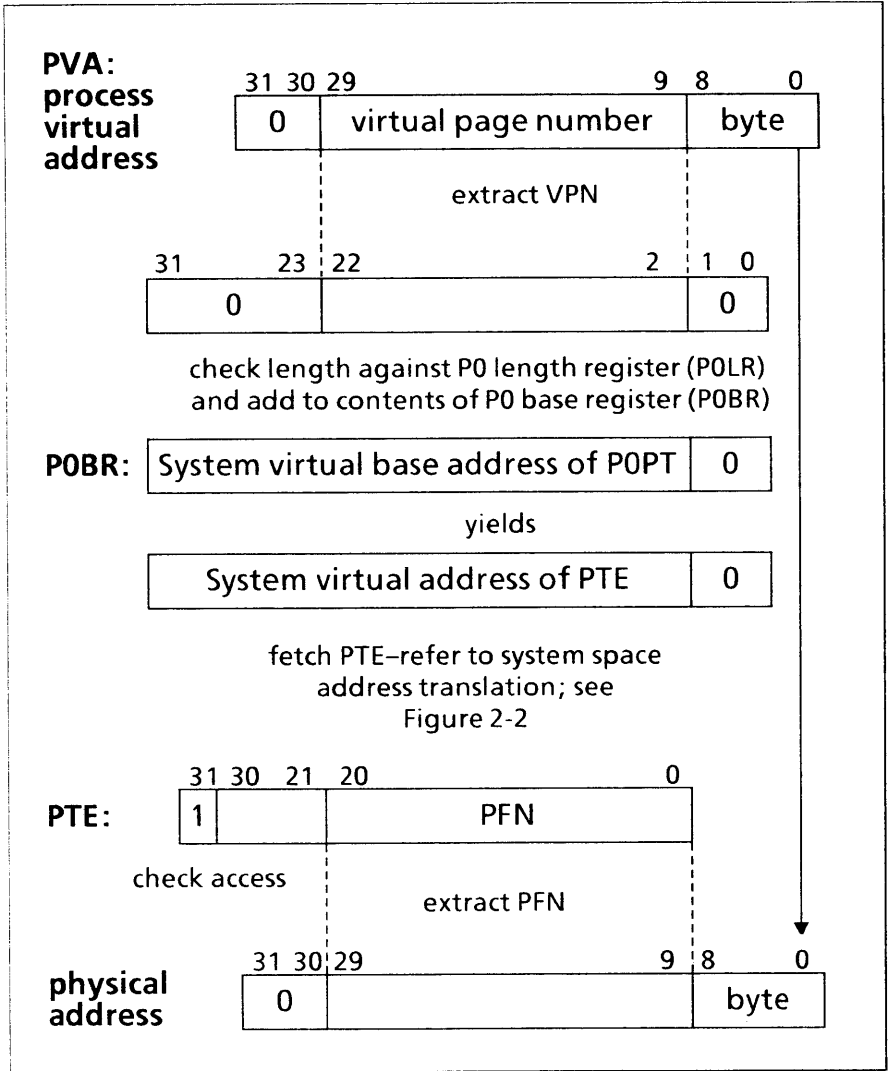 PVA:
process
virtual
address
31 30 29 9 8 0
0 virtual page number byte
extract VPN
31 23 22 2 1 0
0 0
check length against P0 length register (P0LR)
and add to contents of P0 base register (P0BR)
P0BR: System virtual base address of P0PT 0
yields
System virtual address of PTE 0
fetch PTE–refer to system space
address translation; see
Figure 2-2
31 30 21 20 0
PTE: 1 PFN
check access
extract PFN
31 30 29 9 8 0
physical
address
0 byte